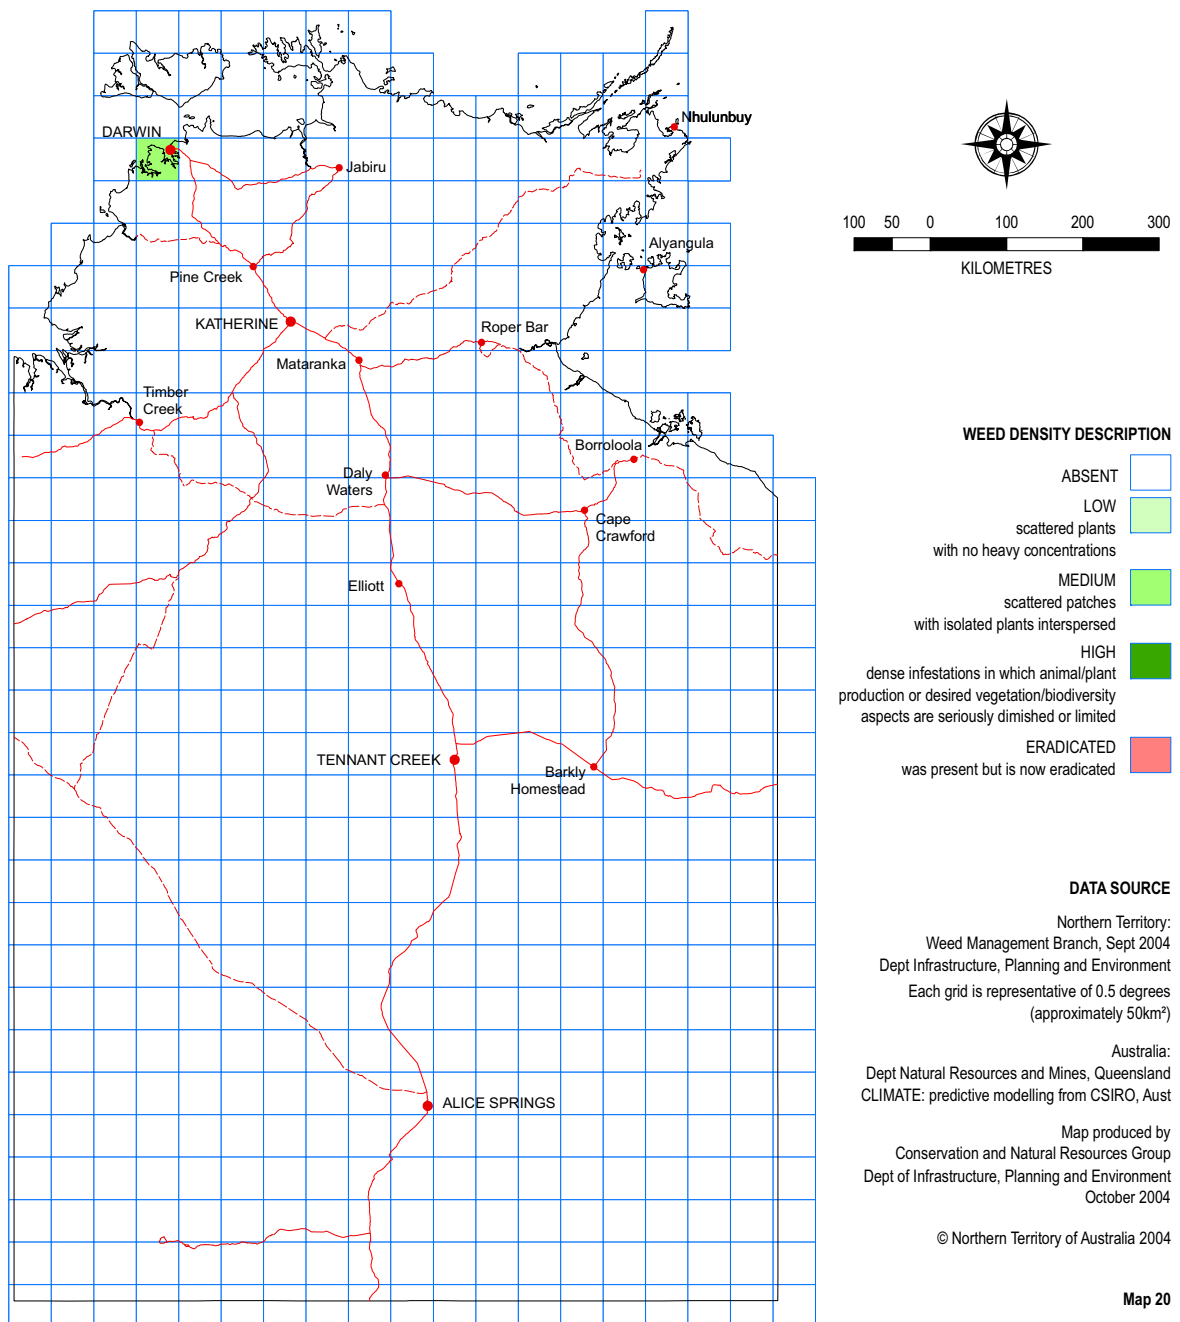 DARWIN
Nhulunbuy
Jabiru
Alyangula
Pine Creek
KATHERINE
Roper Bar
Mataranka
Timber
Creek
Borroloola
Daly
Waters
Cape
Crawford
Elliott
TENNANT CREEK
Barkly
Homestead
ALICE SPRINGS
100 50 0 100 200 300
KILOMETRES
WEED DENSITY DESCRIPTION
ABSENT
LOW
scattered plants
with no heavy concentrations
MEDIUM
scattered patches
with isolated plants interspersed
HIGH
dense infestations in which animal/plant
production or desired vegetation/biodiversity
aspects are seriously dimished or limited
ERADICATED
was present but is now eradicated
DATA SOURCE
Northern Territory:
Weed Management Branch, Sept 2004
Dept Infrastructure, Planning and Environment
Each grid is representative of 0.5 degrees
(approximately 50km²)
Australia:
Dept Natural Resources and Mines, Queensland
CLIMATE: predictive modelling from CSIRO, Aust
Map produced by
Conservation and Natural Resources Group
Dept of Infrastructure, Planning and Environment
October 2004
© Northern Territory of Australia 2004
Map 20